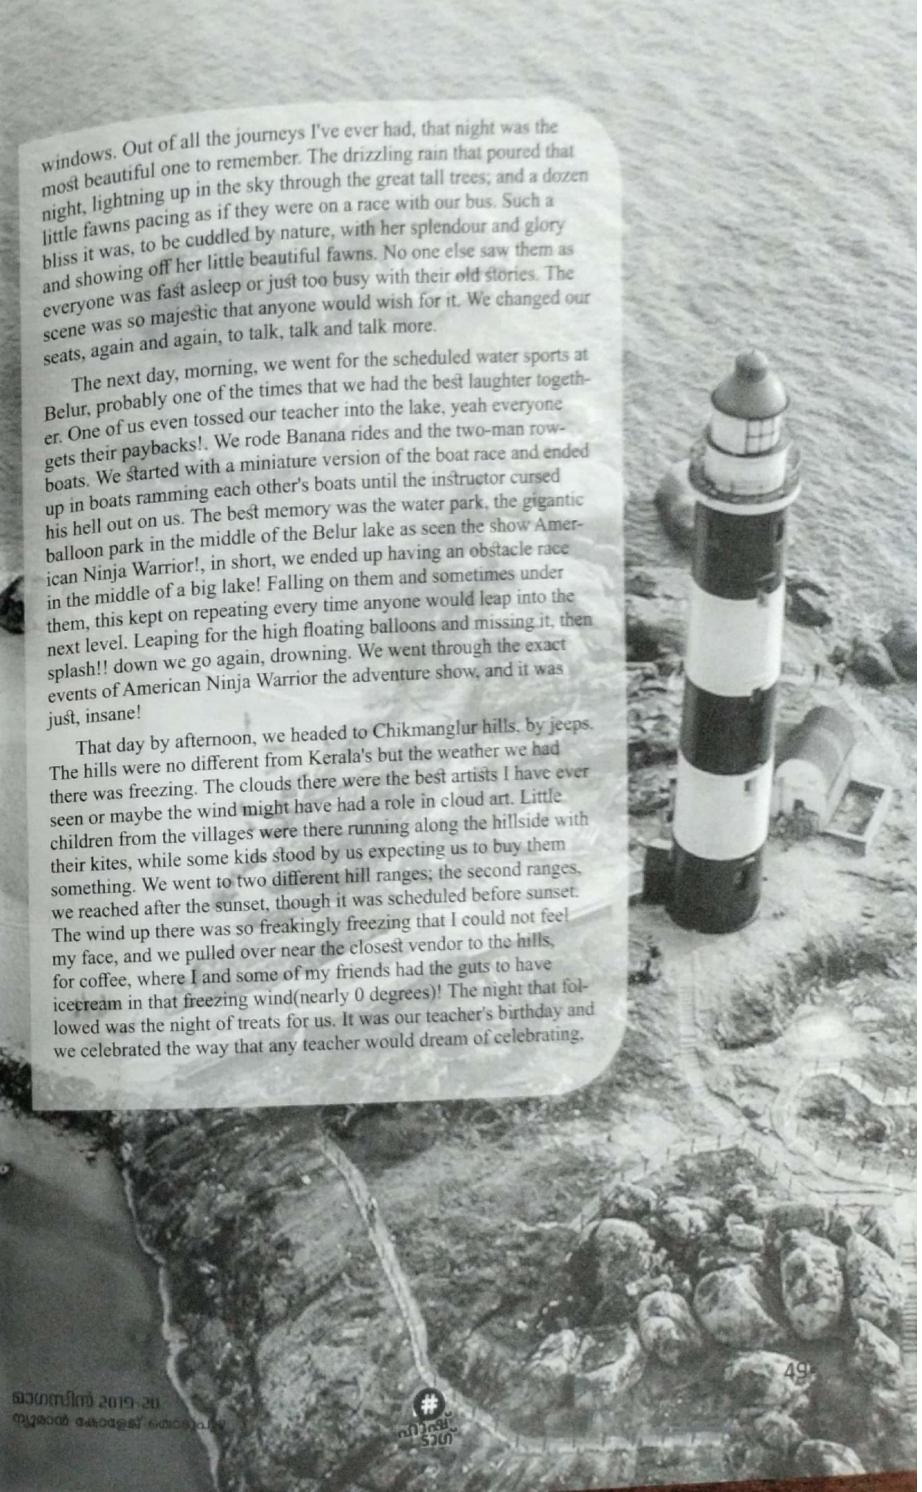 windows. Out of all the journeys I've ever had, that night was the
most beautiful one to remember. The drizzling rain that poured that
night, lightning up in the sky through the great tall trees; and a dozen
little fawns pacing as if they were on a race with our bus. Such a
bliss it was, to be cuddled by nature, with her splendour and glory
and showing off her little beautiful fawns. No one else saw them as
everyone was fast asleep or just too busy with their old stories. The
scene was so majestic that anyone would wish for it. We changed our
seats, again and again, to talk, talk and talk more.
The next day, morning, we went for the scheduled water sports at
Belur, probably one of the times that we had the best laughter togeth-
er. One of us even tossed our teacher into the lake, yeah everyone
gets their paybacks!. We rode Banana rides and the two-man row-
boats. We started with a miniature version of the boat race and ended
up in boats ramming each other's boats until the instructor cursed
his hell out on us. The best memory was the water park, the gigantic
balloon park in the middle of the Belur lake as seen the show Amer-
ican Ninja Warrior!, in short, we ended up having an obstacle race
in the middle of a big lake! Falling on them and sometimes under
them, this kept on repeating every time anyone would leap into the
next level. Leaping for the high floating balloons and missing it, then
splash!! down we go again, drowning. We went through the exact
events of American Ninja Warrior the adventure show, and it was
just, insane!
That day by afternoon, we headed to Chikmanglur hills, by jeeps.
The hills were no different from Kerala's but the weather we had
there was freezing. The clouds there were the best artists I have ever
seen or maybe the wind might have had a role in cloud art. Little
children from the villages were there running along the hillside with
their kites, while some kids stood by us expecting us to buy them
something. We went to two different hill ranges; the second ranges,
we reached after the sunset, though it was scheduled before sunset.
The wind up there was so freakingly freezing that I could not feel
my face, and we pulled over near the closest vendor to the hills,
for coffee, where I and some of my friends had the guts to have
icecream in that freezing wind(nearly 0 degrees)! The night that fol-
lowed was the night of treats for us. It was our teacher's birthday and
we celebrated the way that any teacher would dream of celebrating,
49
മാഗസിൻ 2019-20
ന്യൂമാൻ കോളേജ്
#
ഹാഷ്
ടാഗ്